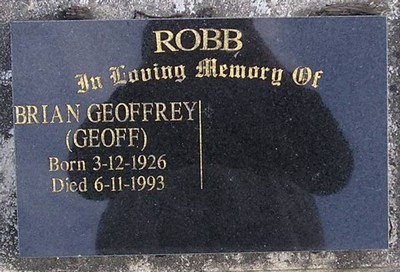 ROBB
In Loving Memory Of
BRIAN GEOFFREY
(GEOFF)
Born 3-12-1926
Died 6-11-1993